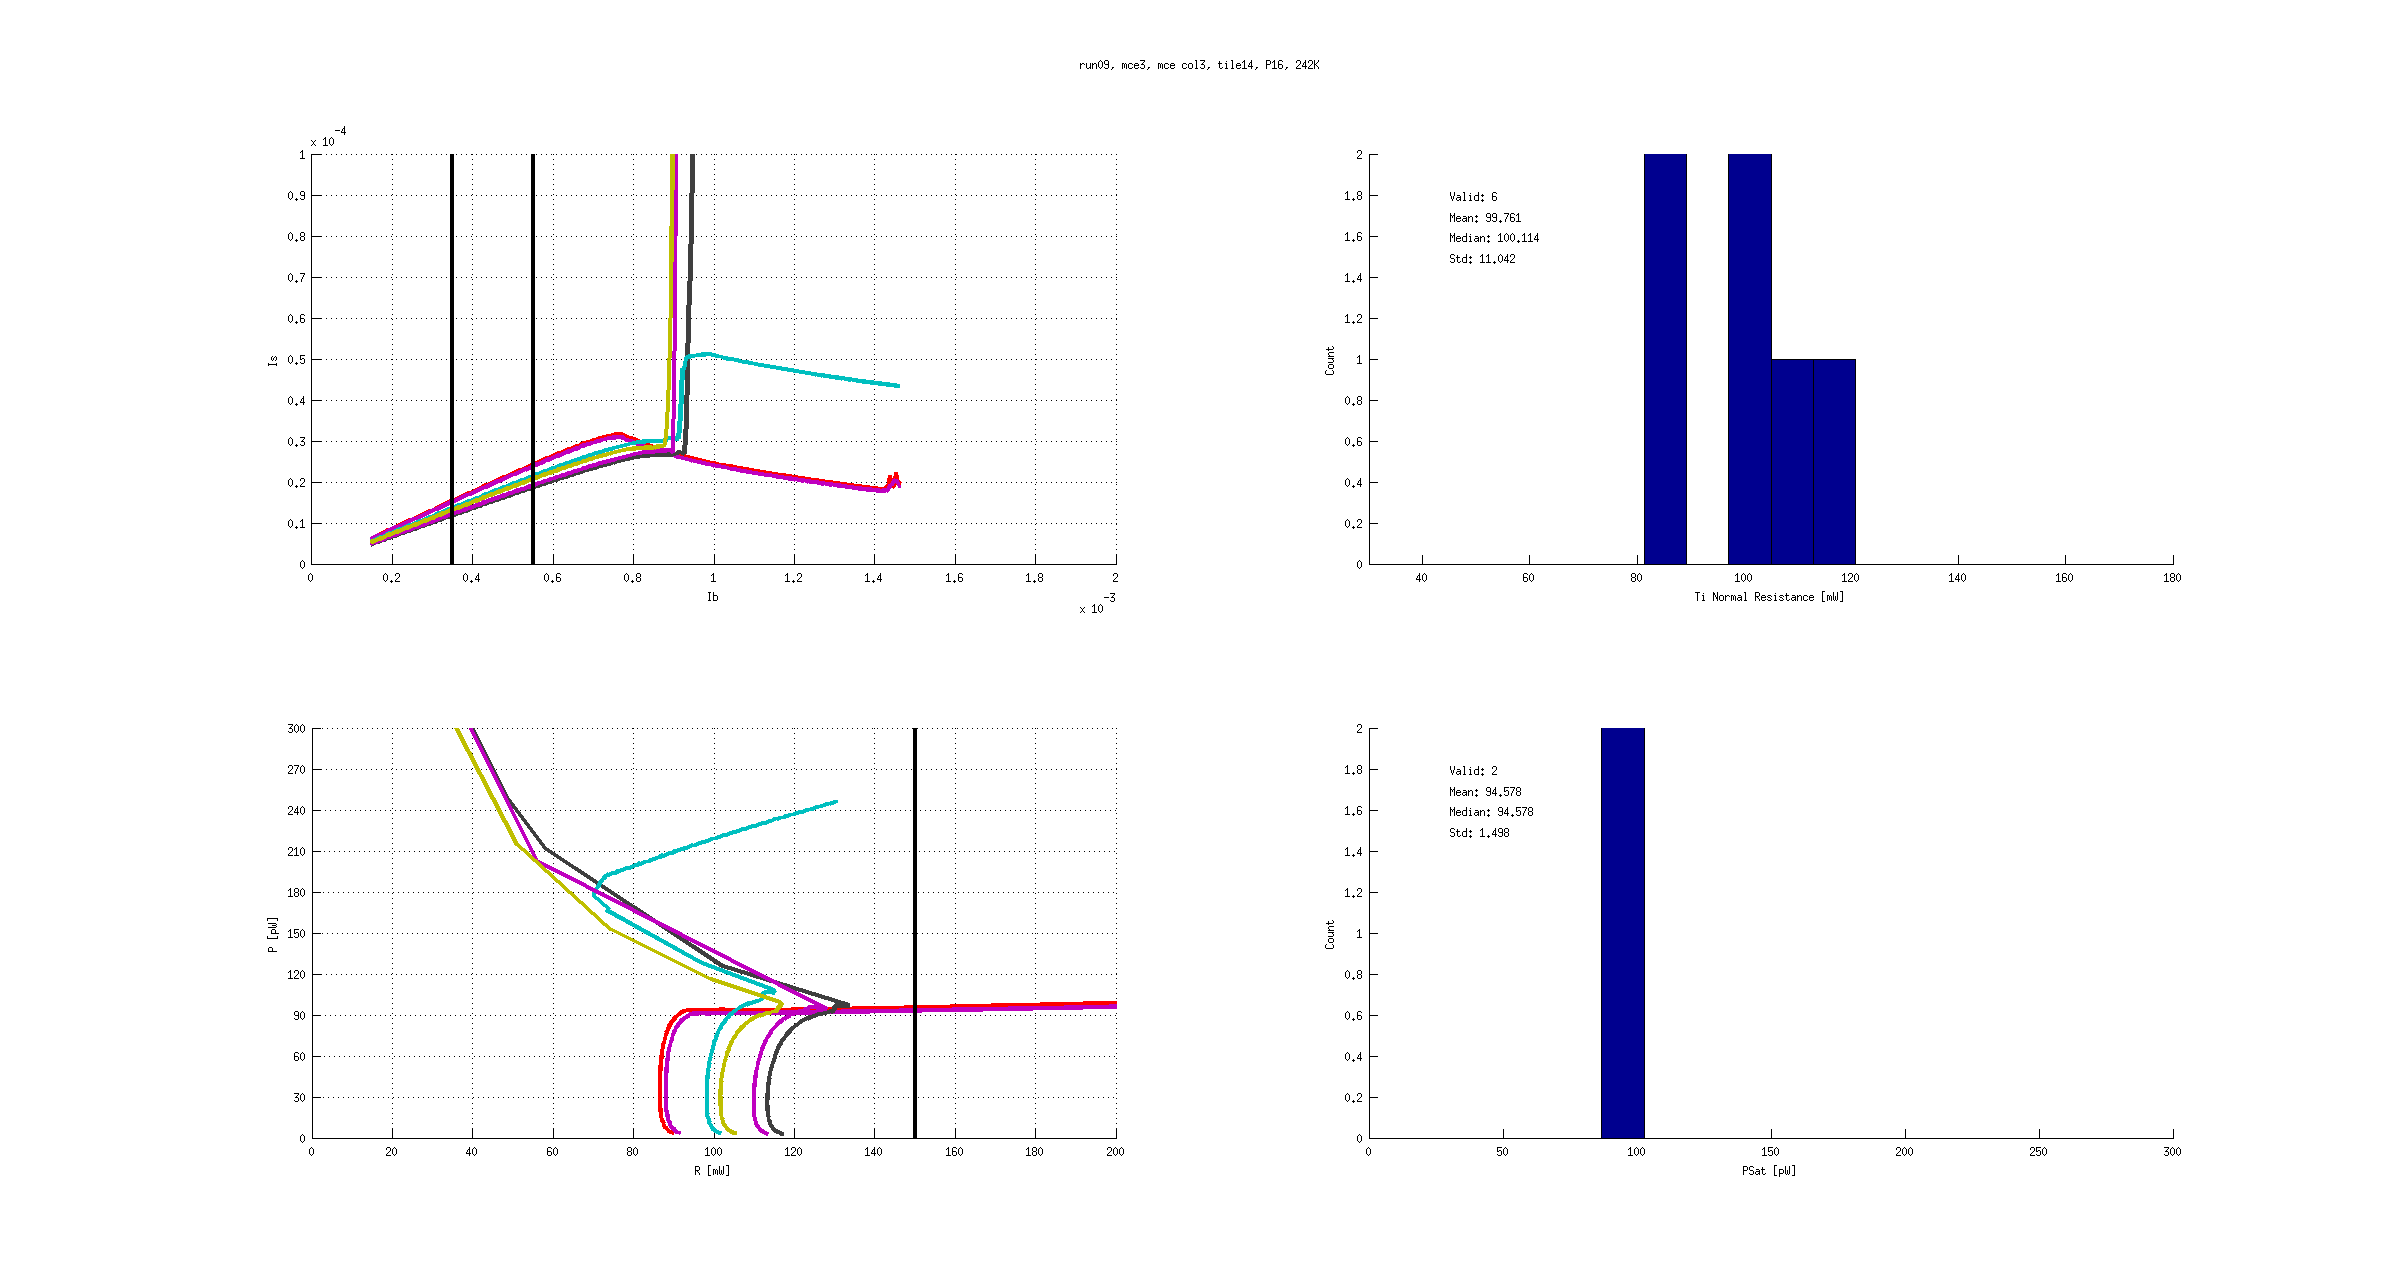 run09, mce3, mce col3, tile14, P16, 242K
x 10^-4
1
0.9
0.8
0.7
0.6
0.5
0.4
0.3
0.2
0.1
0
Is
0 0.2 0.4 0.6 0.8 1 1.2 1.4 1.6 1.8 2
Ib
x 10^-3
2
1.8
1.6
1.4
1.2
1
0.8
0.6
0.4
0.2
0
Count
Valid: 6
Mean: 99.761
Median: 100.114
Std: 11.042
40 60 80 100 120 140 160 180
Ti Normal Resistance [mW]
300
270
240
210
180
150
120
90
60
30
0
P [pW]
0 20 40 60 80 100 120 140 160 180 200
R [mW]
2
1.8
1.6
1.4
1.2
1
0.8
0.6
0.4
0.2
0
Count
Valid: 2
Mean: 94.578
Median: 94.578
Std: 1.498
0 50 100 150 200 250 300
PSat [pW]